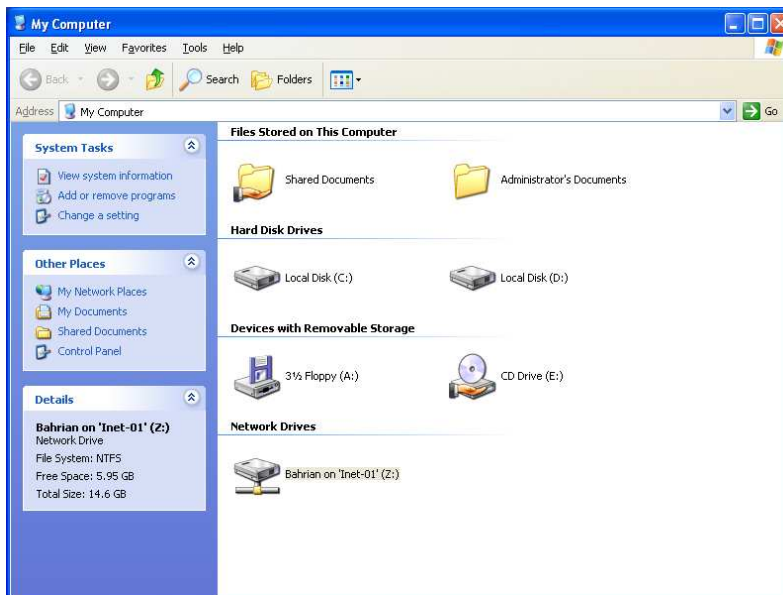 My Computer
File Edit View Favorites Tools Help
Back Search Folders
Address My Computer Go
System Tasks
View system information
Add or remove programs
Change a setting
Other Places
My Network Places
My Documents
Shared Documents
Control Panel
Details
Bahrian on 'Inet-01' (Z:)
Network Drive
File System: NTFS
Free Space: 5.95 GB
Total Size: 14.6 GB
Files Stored on This Computer
Shared Documents Administrator's Documents
Hard Disk Drives
Local Disk (C:) Local Disk (D:)
Devices with Removable Storage
3½ Floppy (A:) CD Drive (E:)
Network Drives
Bahrian on 'Inet-01' (Z:)